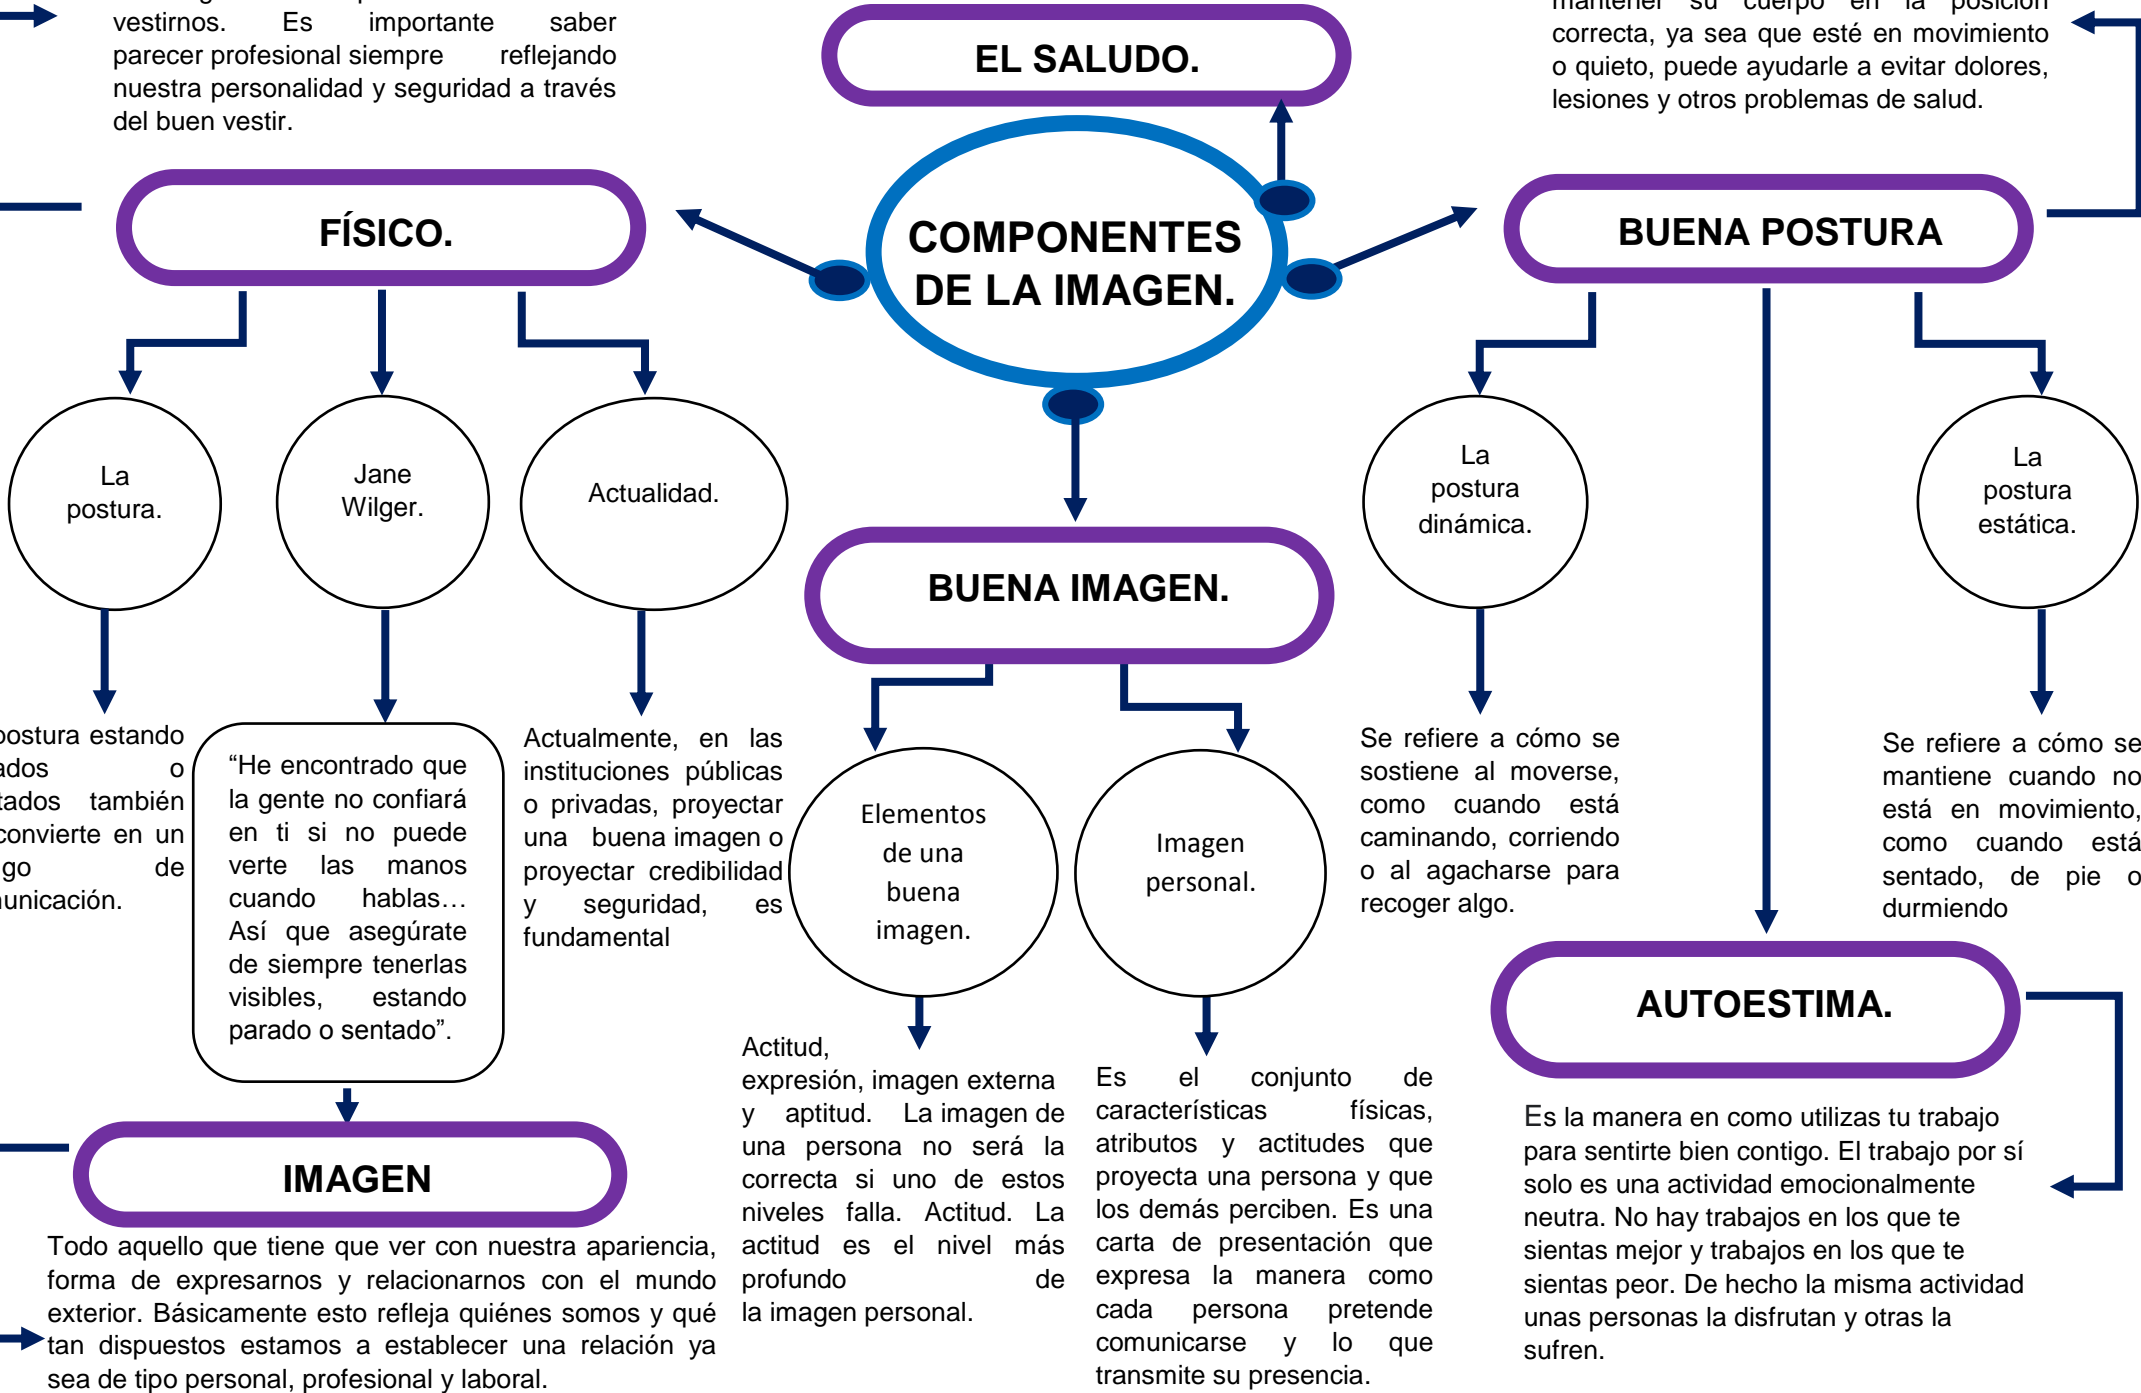 vestirnos. Es importante saber
parecer profesional siempre reflejando
nuestra personalidad y seguridad a través
del buen vestir.
EL SALUDO.
mantener su cuerpo en la posición
correcta, ya sea que esté en movimiento
o quieto, puede ayudarle a evitar dolores,
lesiones y otros problemas de salud.
FÍSICO.
COMPONENTES
DE LA IMAGEN.
BUENA POSTURA
La
postura.
Jane
Wilger.
Actualidad.
La
postura
dinámica.
La
postura
estática.
BUENA IMAGEN.
postura estando
o
también
convierte en un
de
“He encontrado que
la gente no confiará
en ti si no puede
verte las manos
cuando hablas…
Así que asegúrate
de siempre tenerlas
visibles, estando
parado o sentado”.
Actualmente, en las
instituciones públicas
o privadas, proyectar
una buena imagen o
proyectar credibilidad
y seguridad, es
fundamental
Elementos
de una
buena
imagen.
Imagen
personal.
Se refiere a cómo se
sostiene al moverse,
como cuando está
caminando, corriendo
o al agacharse para
recoger algo.
Se refiere a cómo se
mantiene cuando no
está en movimiento,
como cuando está
sentado, de pie o
durmiendo
IMAGEN
Todo aquello que tiene que ver con nuestra apariencia,
forma de expresarnos y relacionarnos con el mundo
exterior. Básicamente esto refleja quiénes somos y qué
tan dispuestos estamos a establecer una relación ya
sea de tipo personal, profesional y laboral.
Actitud,
expresión, imagen externa
y aptitud. La imagen de
una persona no será la
correcta si uno de estos
niveles falla. Actitud. La
actitud es el nivel más
profundo de
la imagen personal.
Es el conjunto de
características físicas,
atributos y actitudes que
proyecta una persona y que
los demás perciben. Es una
carta de presentación que
expresa la manera como
cada persona pretende
comunicarse y lo que
transmite su presencia.
AUTOESTIMA.
Es la manera en como utilizas tu trabajo
para sentirte bien contigo. El trabajo por sí
solo es una actividad emocionalmente
neutra. No hay trabajos en los que te
sientas mejor y trabajos en los que te
sientas peor. De hecho la misma actividad
unas personas la disfrutan y otras la
sufren.